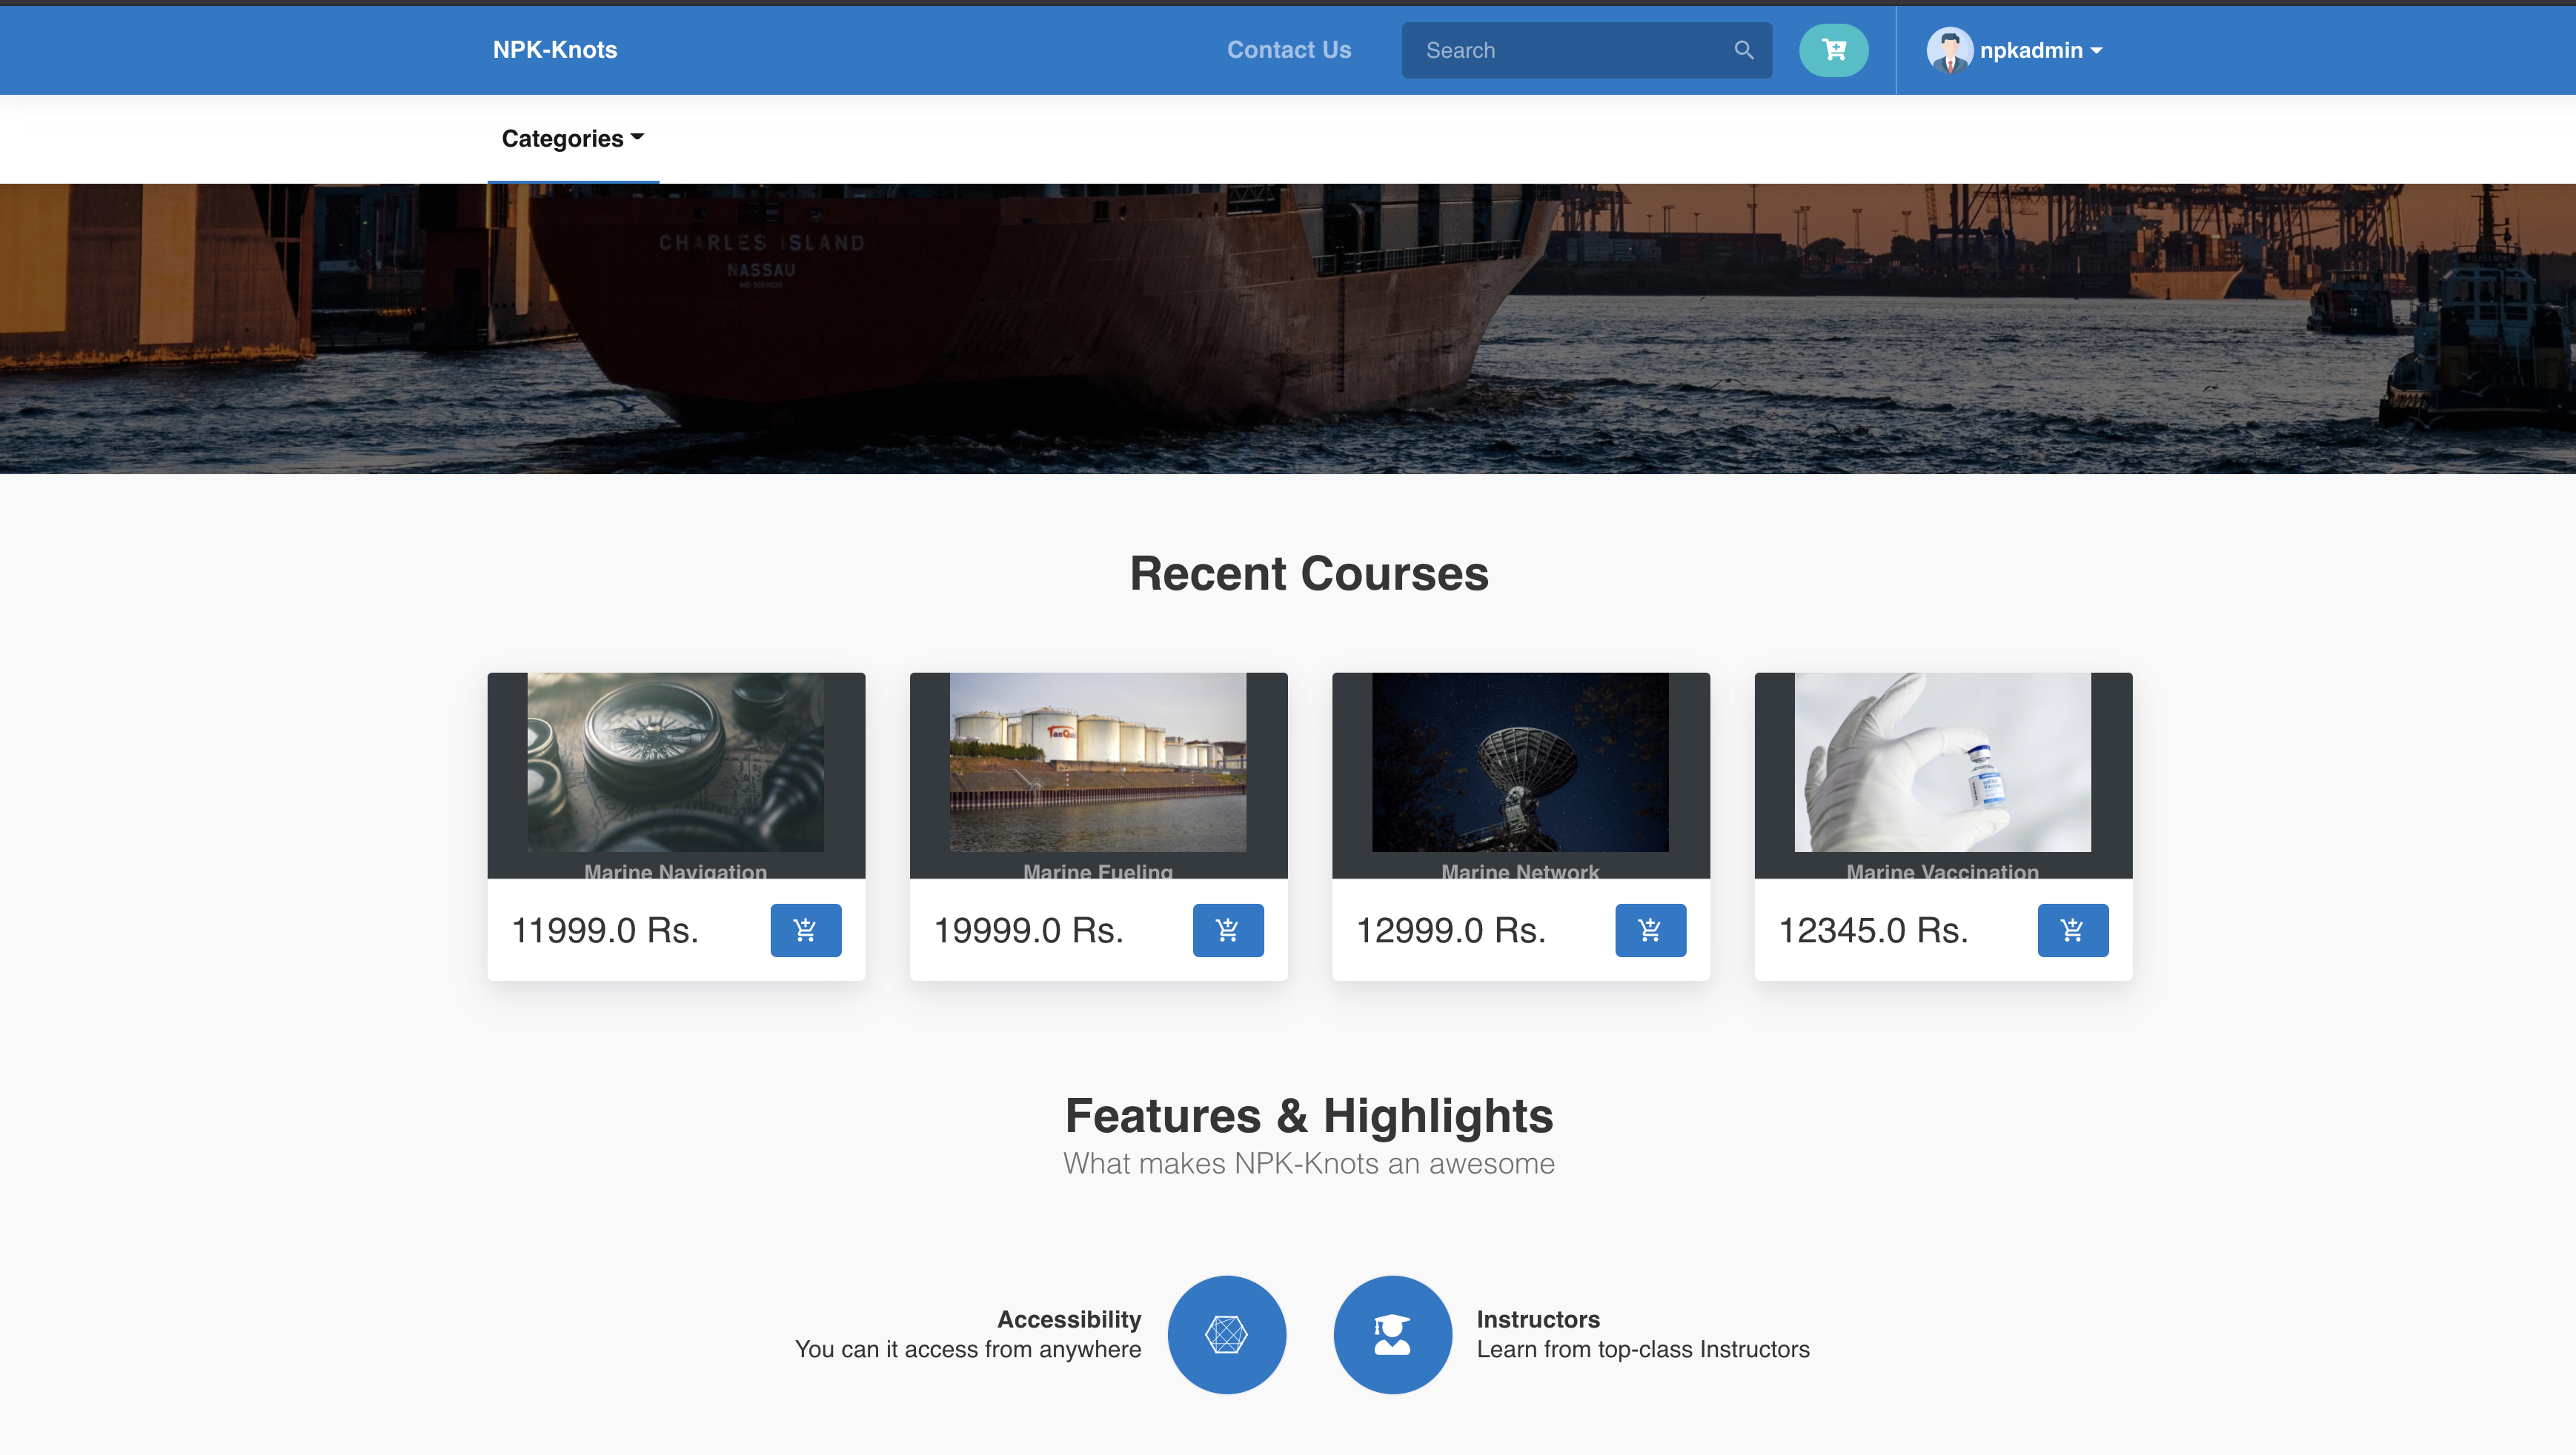 NPK-Knots
Contact Us
Search
npkadmin
Categories
CHARLES ISLAND
NASSAU
Recent Courses
TanQuid
Marine Navigation
Marine Fueling
Marine Network
Marine Vaccination
11999.0 Rs.
19999.0 Rs.
12999.0 Rs.
12345.0 Rs.
Features & Highlights
What makes NPK-Knots an awesome
Accessibility
You can it access from anywhere
Instructors
Learn from top-class Instructors